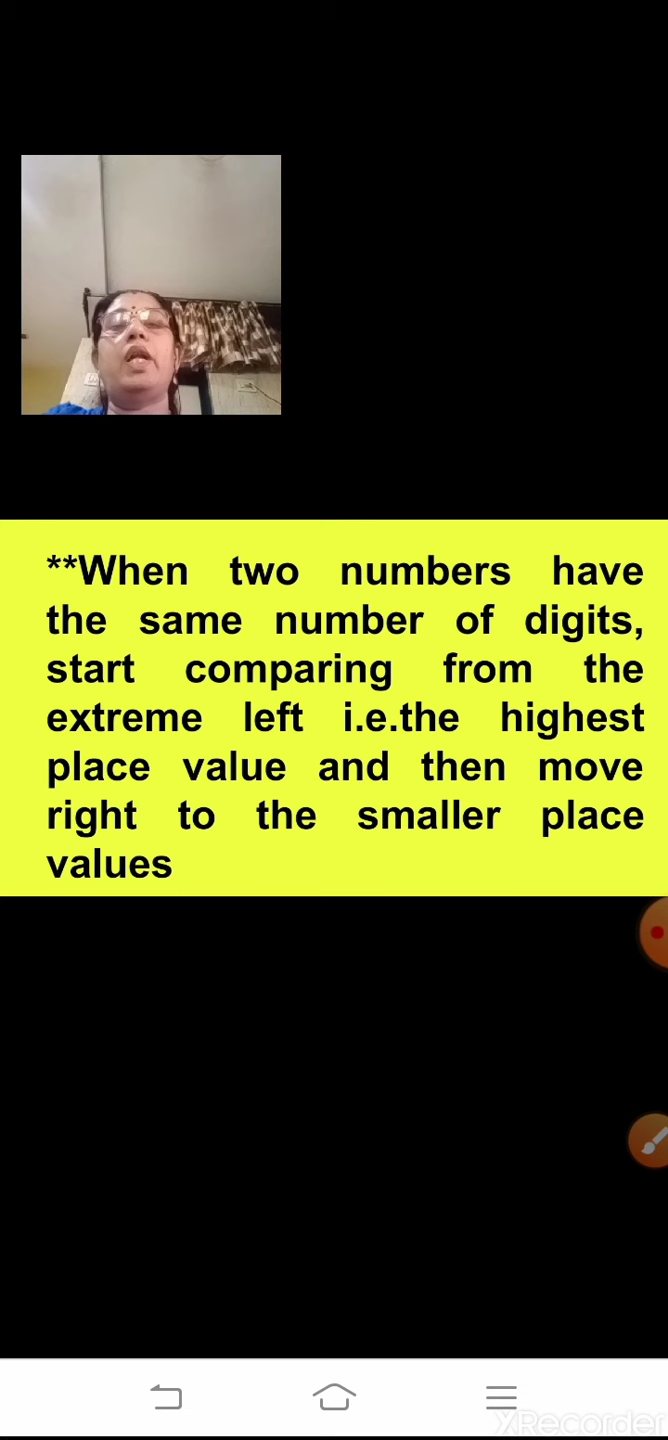 **When two numbers have
the same number of digits,
start comparing from the
extreme left i.e.the highest
place value and then move
right to the smaller place
values
XRecorder